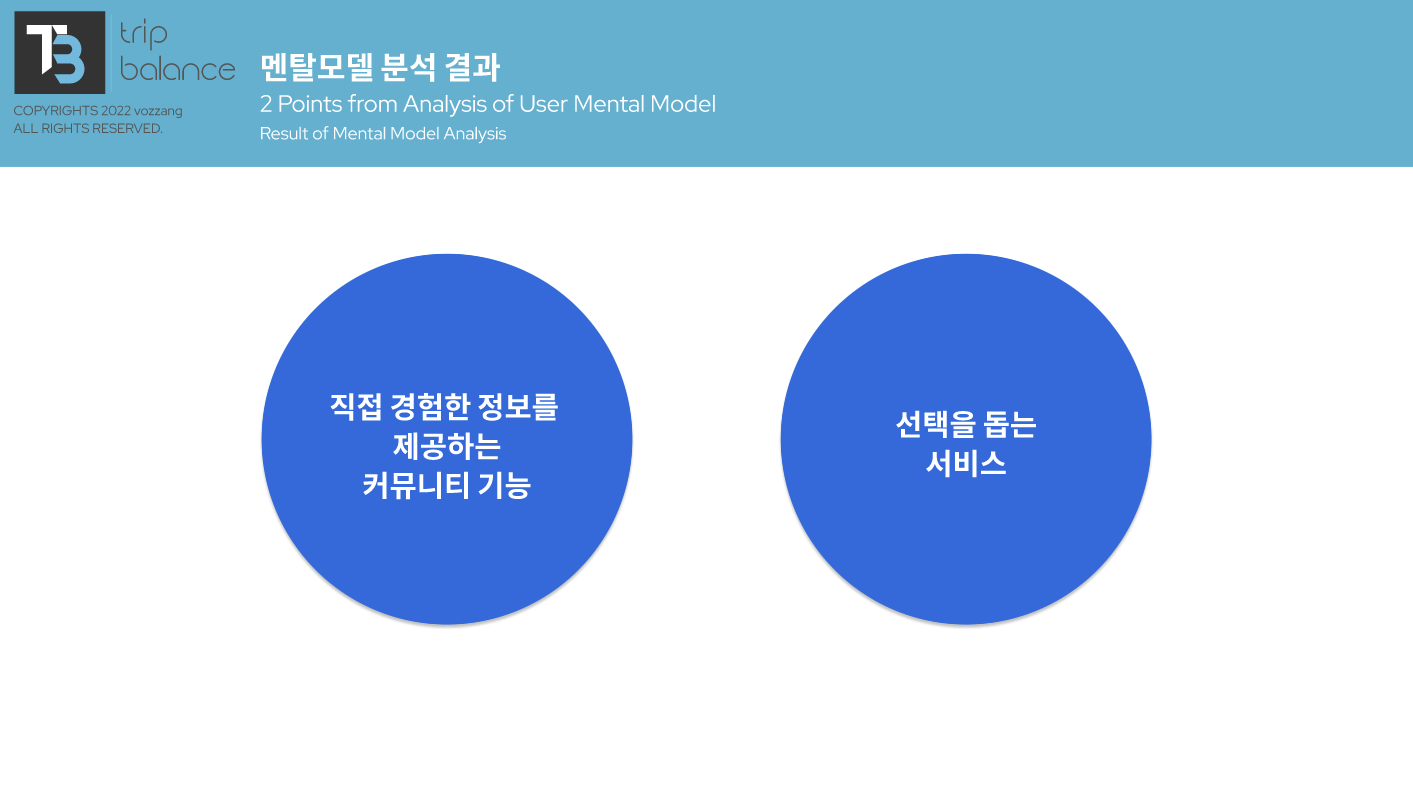 TB
trip
balance
COPYRIGHTS 2022 vozzang
ALL RIGHTS RESERVED.
멘탈모델 분석 결과
2 Points from Analysis of User Mental Model
Result of Mental Model Analysis
직접 경험한 정보를
제공하는
커뮤니티 기능
선택을 돕는
서비스